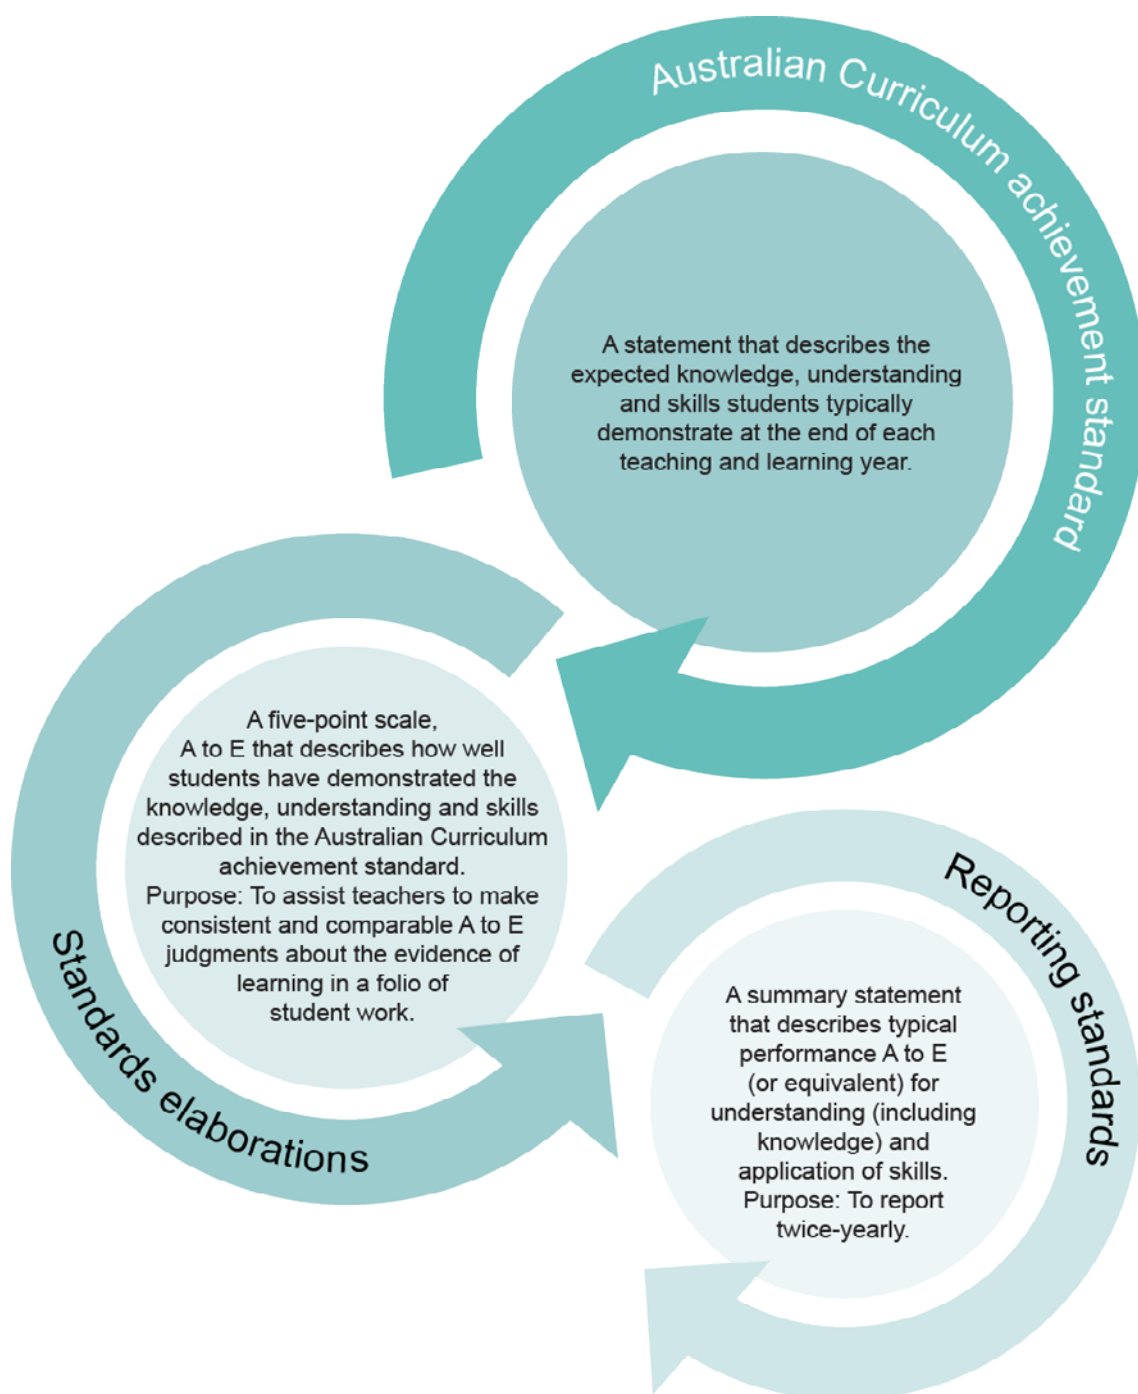 Australian Curriculum achievement standard
A statement that describes the
expected knowledge, understanding
and skills students typically
demonstrate at the end of each
teaching and learning year.
A five-point scale,
A to E that describes how well
students have demonstrated the
knowledge, understanding and skills
described in the Australian Curriculum
achievement standard.
Purpose: To assist teachers to make
consistent and comparable A to E
judgments about the evidence of
learning in a folio of
student work.
Standards elaborations
Reporting standards
A summary statement
that describes typical
performance A to E
(or equivalent) for
understanding (including
knowledge) and
application of skills.
Purpose: To report
twice-yearly.